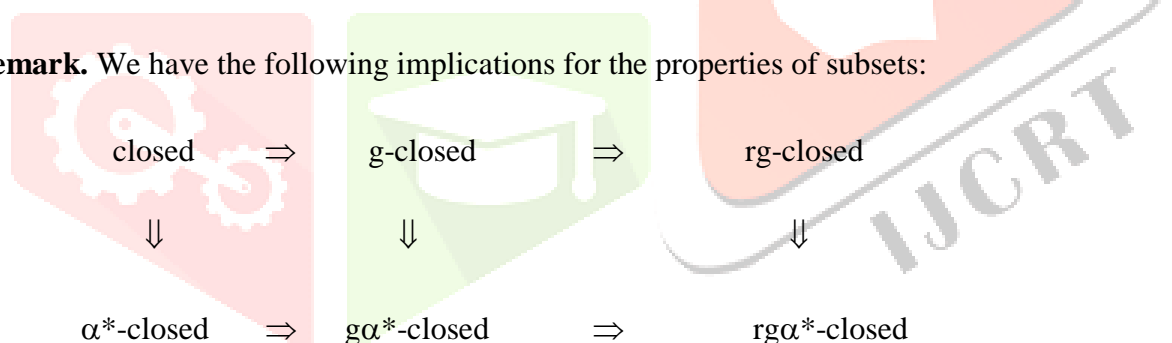 emark. We have the following implications for the properties of subsets:
closed ⇒ g-closed ⇒ rg-closed
⇓ ⇓ ⇓
α*-closed ⇒ gα*-closed ⇒ rgα*-closed
IJCRT